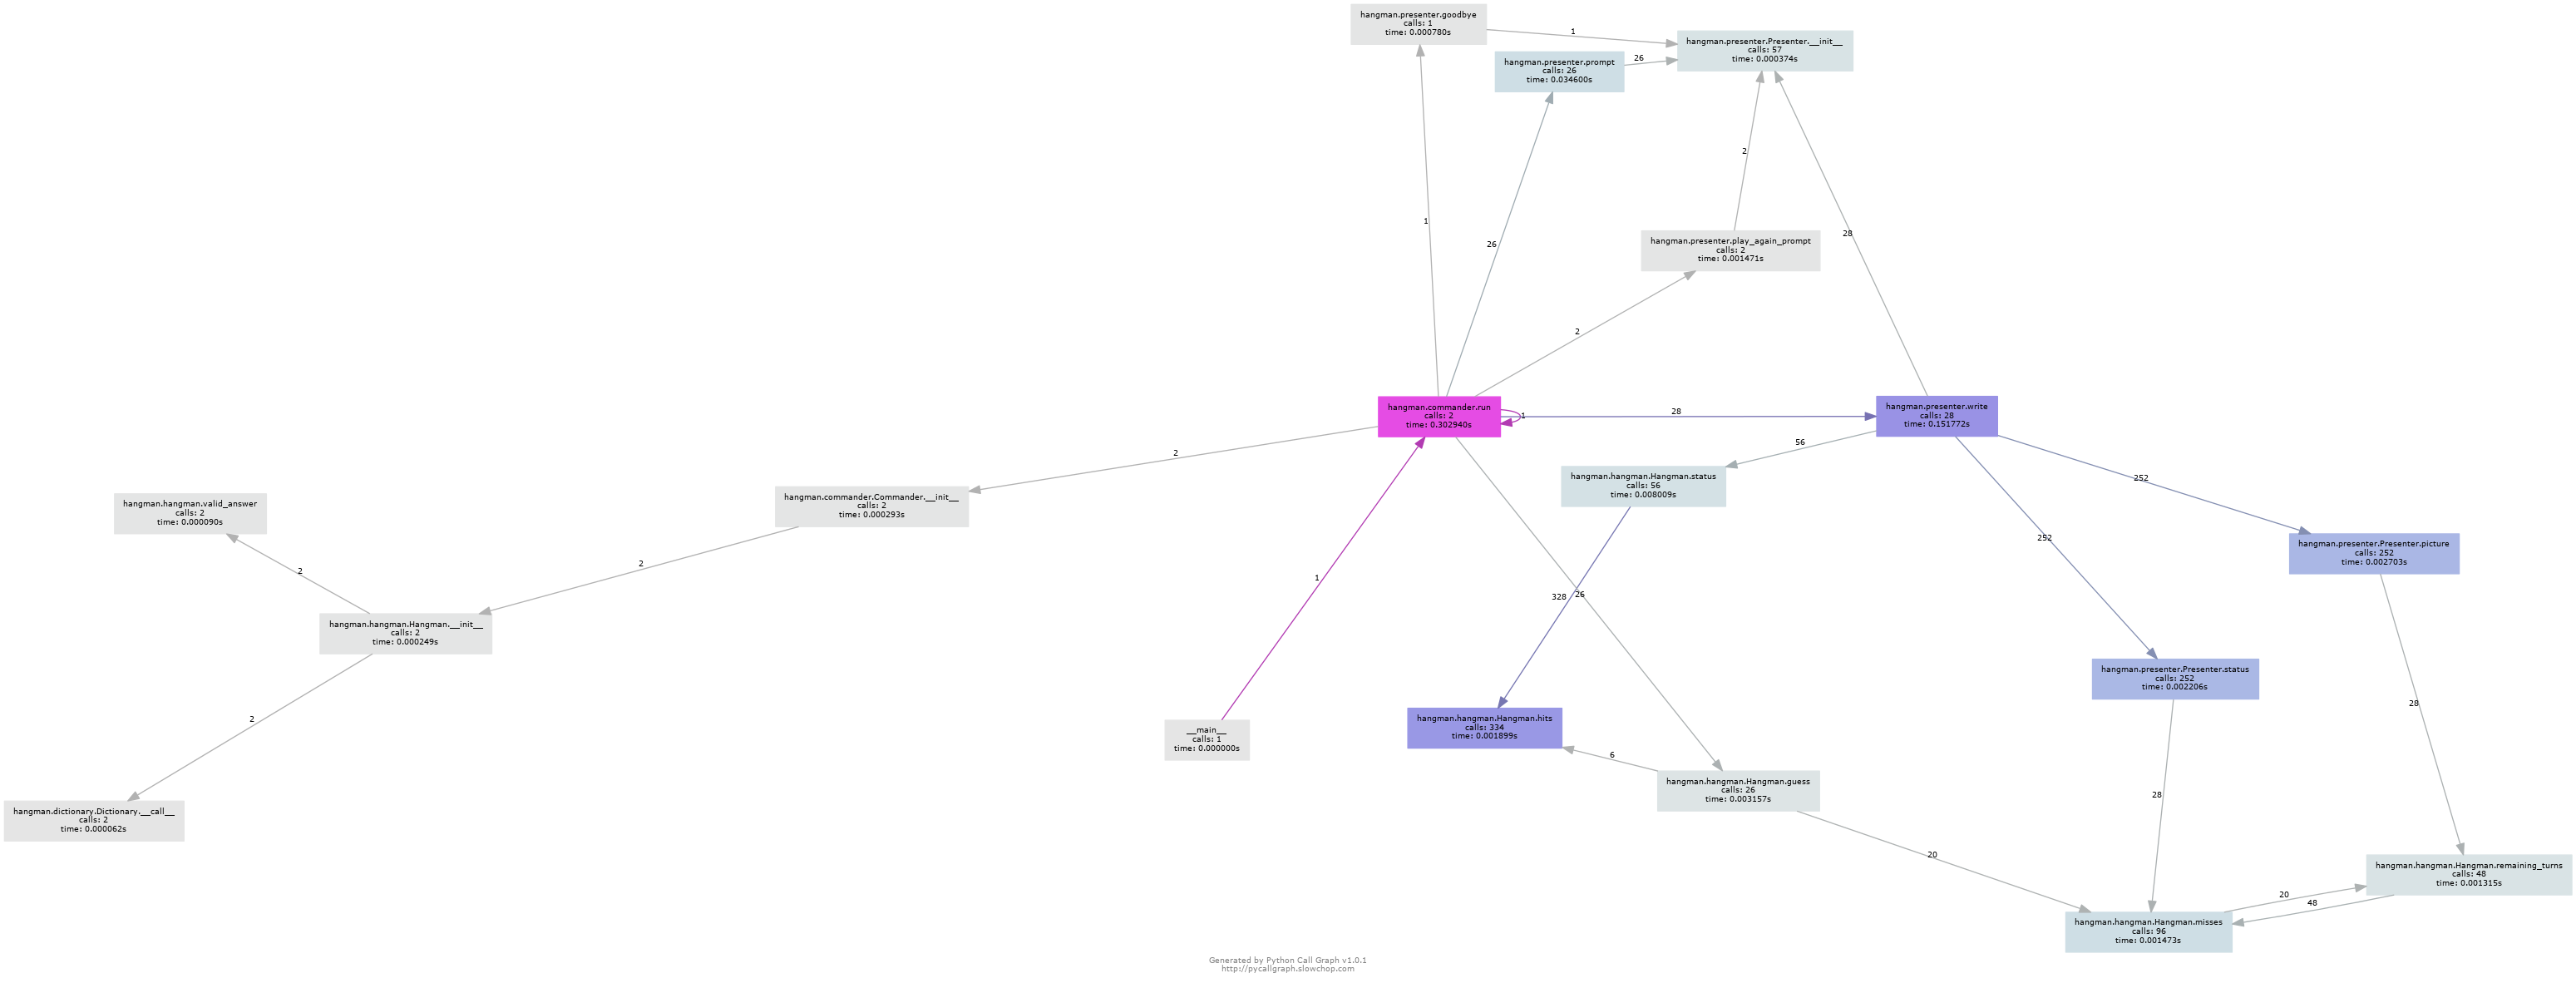 hangman.presenter.goodbye
calls: 1
time: 0.000780s
1
hangman.presenter.Presenter.__init__
calls: 57
time: 0.000374s
hangman.presenter.prompt
calls: 26
time: 0.034600s
26
2
1
26
28
hangman.presenter.play_again_prompt
calls: 2
time: 0.001471s
2
hangman.commander.run
calls: 2
time: 0.302940s
1
28
hangman.presenter.write
calls: 28
time: 0.151772s
2
56
252
252
hangman.hangman.Hangman.status
calls: 56
time: 0.008009s
hangman.commander.Commander.__init__
calls: 2
time: 0.000293s
hangman.hangman.valid_answer
calls: 2
time: 0.000090s
hangman.presenter.Presenter.picture
calls: 252
time: 0.002703s
2
2
1
328
26
hangman.hangman.Hangman.__init__
calls: 2
time: 0.000249s
hangman.presenter.Presenter.status
calls: 252
time: 0.002206s
2
28
hangman.hangman.Hangman.hits
calls: 334
time: 0.001899s
__main__
calls: 1
time: 0.000000s
6
hangman.hangman.Hangman.guess
calls: 26
time: 0.003157s
28
hangman.dictionary.Dictionary.__call__
calls: 2
time: 0.000062s
20
hangman.hangman.Hangman.remaining_turns
calls: 48
time: 0.001315s
20
48
hangman.hangman.Hangman.misses
calls: 96
time: 0.001473s
Generated by Python Call Graph v1.0.1
http://pycallgraph.slowchop.com